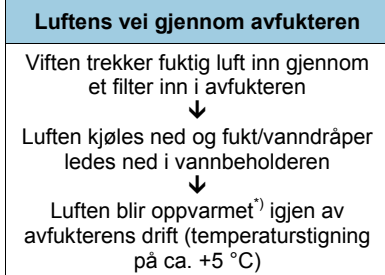 Luftens vei gjennom avfukteren
Viften trekker fuktig luft inn gjennom
et filter inn i avfukteren
🡻
Luften kjøles ned og fukt/vanndråper
ledes ned i vannbeholderen
🡻
Luften blir oppvarmet*) igjen av
avfukterens drift (temperaturstigning
på ca. +5 °C)